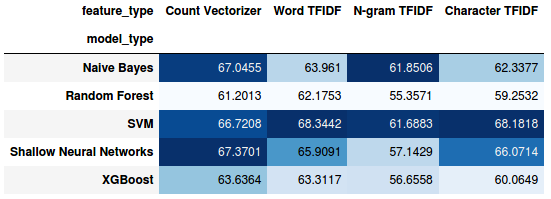 feature_type Count Vectorizer Word TFIDF N-gram TFIDF Character TFIDF
model_type
Naive Bayes 67.0455 63.961 61.8506 62.3377
Random Forest 61.2013 62.1753 55.3571 59.2532
SVM 66.7208 68.3442 61.6883 68.1818
Shallow Neural Networks 67.3701 65.9091 57.1429 66.0714
XGBoost 63.6364 63.3117 56.6558 60.0649